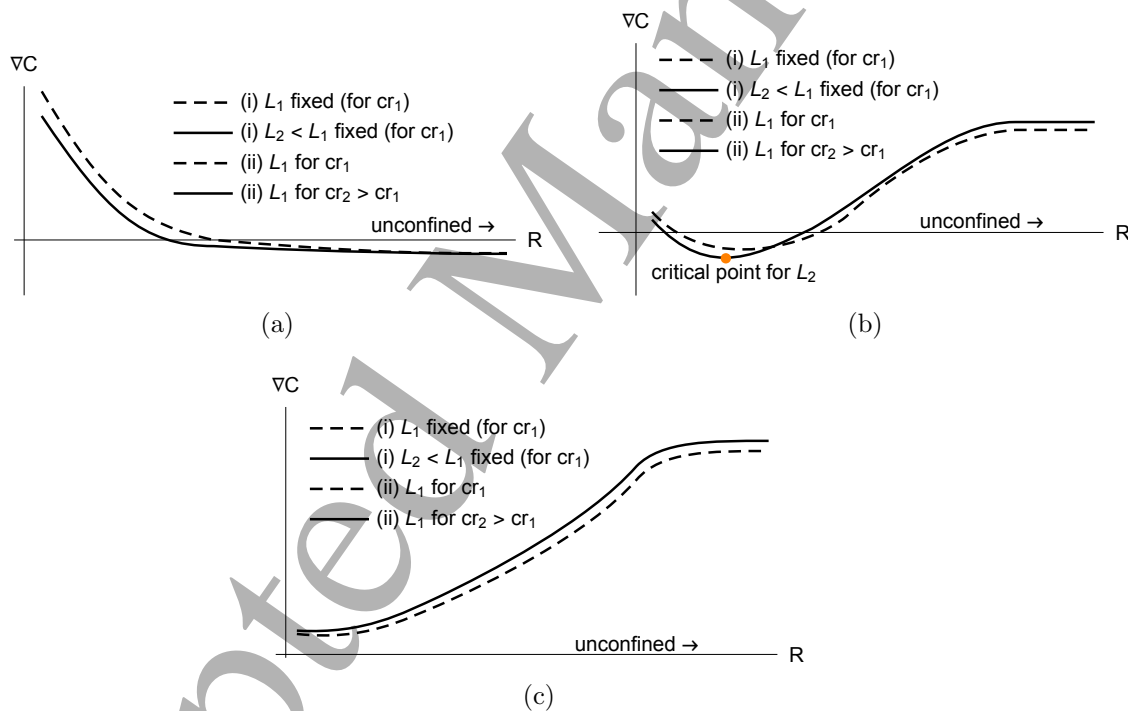 ∇C
(i) L₁ fixed (for cr₁)
(i) L₂ < L₁ fixed (for cr₁)
(ii) L₁ for cr₁
(ii) L₁ for cr₂ > cr₁
unconfined →
R
(a)
∇C
(i) L₁ fixed (for cr₁)
(i) L₂ < L₁ fixed (for cr₁)
(ii) L₁ for cr₁
(ii) L₁ for cr₂ > cr₁
unconfined →
R
critical point for L₂
(b)
∇C
(i) L₁ fixed (for cr₁)
(i) L₂ < L₁ fixed (for cr₁)
(ii) L₁ for cr₁
(ii) L₁ for cr₂ > cr₁
unconfined →
R
(c)
pted Man